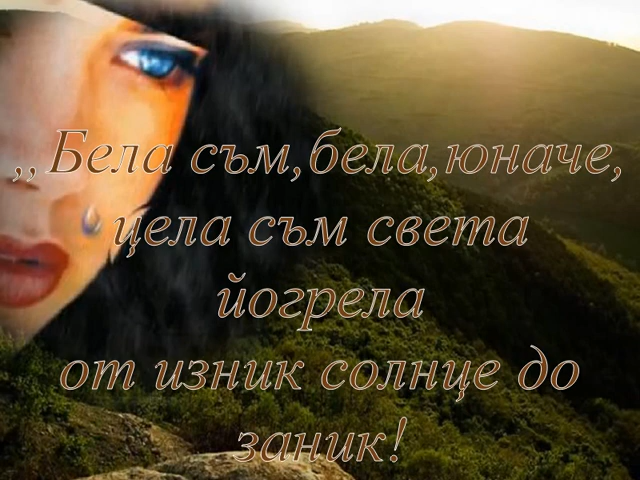 ,,Бела съм,бела,юначе,
цела съм света
йогрела
от изник солнце до
заник!